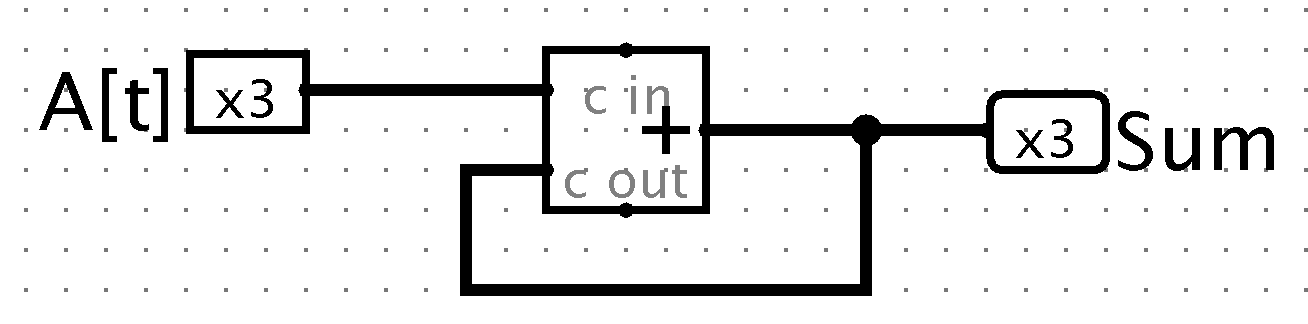 A[t]
x3
c in
+
c out
x3
Sum